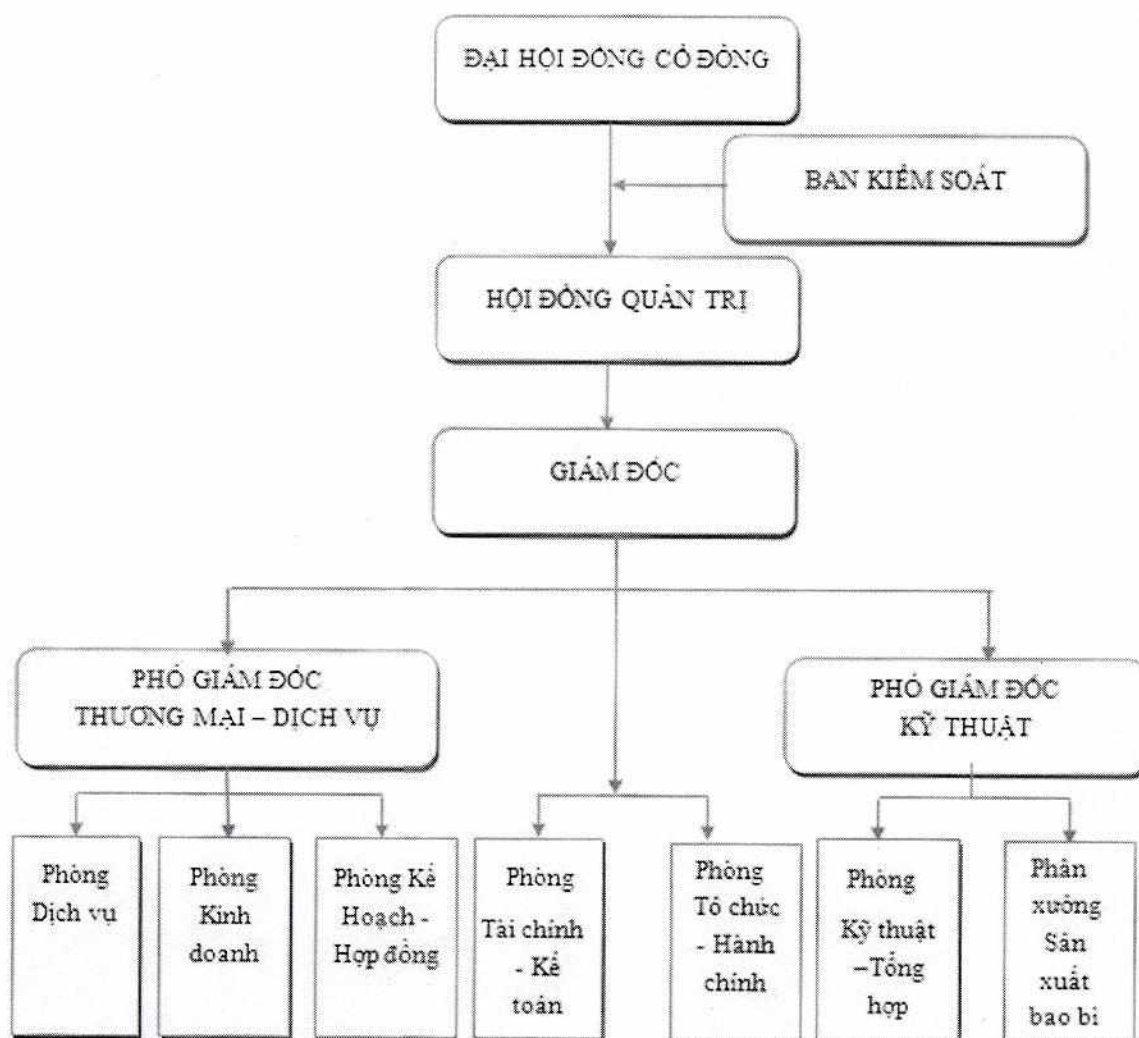 ĐẠI HỘI ĐỒNG CỔ ĐÔNG
BAN KIỂM SOÁT
HỘI ĐỒNG QUẢN TRỊ
GIÁM ĐỐC
PHÓ GIÁM ĐỐC
THƯƠNG MẠI – DỊCH VỤ
PHÓ GIÁM ĐỐC
KỸ THUẬT
Phòng
Dịch vụ
Phòng
Kinh
doanh
Phòng Kế
Hoạch -
Hợp đồng
Phòng
Tài chính
- Kế
toán
Phòng
Tổ chức
- Hành
chính
Phòng
Kỹ thuật
–Tổng
hợp
Phân
xưởng
Sản
xuất
bao bì